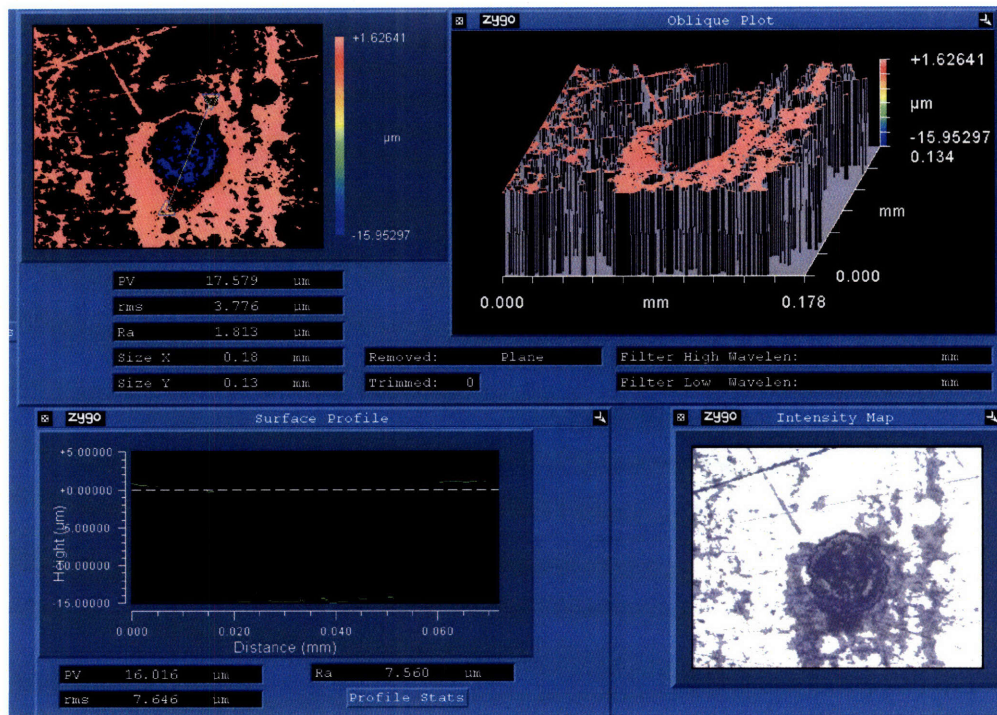 +1.62641
µm
-15.95297
zygo Oblique Plot
+1.62641
µm
-15.95297
0.134
mm
0.000
0.000 mm 0.178
PV 17.579 µm
rms 3.776 µm
Ra 1.813 µm
Size X 0.18 mm
Size Y 0.13 mm
Removed: Plane
Trimmed: 0
Filter High Wavelen: mm
Filter Low Wavelen: mm
zygo Surface Profile
+5.00000
+0.00000
-5.00000
-10.00000
-15.00000
Height (µm)
0.000 0.020 0.040 0.060
Distance (mm)
PV 16.016 µm
rms 7.646 µm
Ra 7.560 µm
Profile Stats
zygo Intensity Map